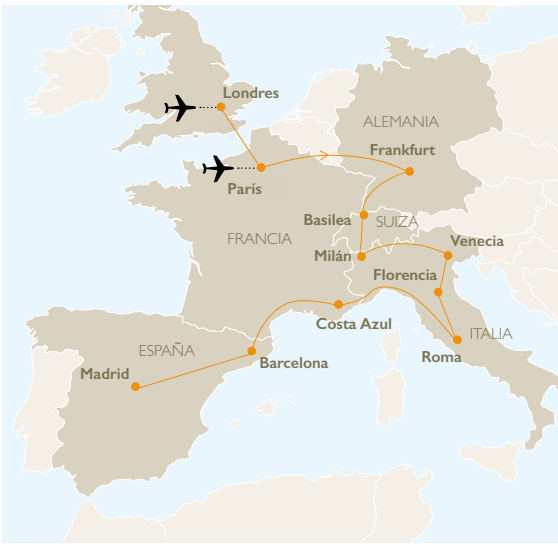 Londres
ALEMANIA
Frankfurt
París
Basilea
SUIZA
FRANCIA
Venecia
Milán
Florencia
Costa Azul
ITALIA
ESPAÑA
Roma
Barcelona
Madrid